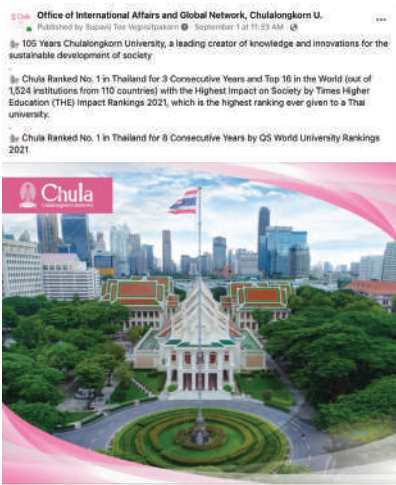 Office of International Affairs and Global Network, Chulalongkorn U.
Published by Supavij Tee Vejpositpakarn · September 1 at 11:33 AM
105 Years Chulalongkorn University, a leading creator of knowledge and innovations for the
sustainable development of society
.
Chula Ranked No. 1 in Thailand for 3 Consecutive Years and Top 16 in the World (out of
1,524 institutions from 110 countries) with the Highest Impact on Society by Times Higher
Education (THE) Impact Rankings 2021, which is the highest ranking ever given to a Thai
university.
.
Chula Ranked No. 1 in Thailand for 8 Consecutive Years by QS World University Rankings
2021
Chula
Chulalongkorn University